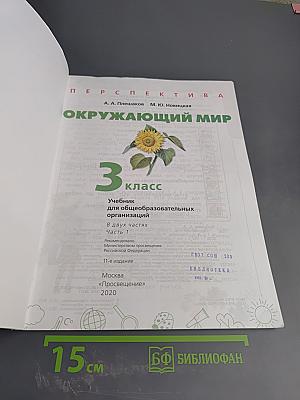 ПЕРСПЕКТИВА
А. А. Плешаков М. Ю. Новицкая
ОКРУЖАЮЩИЙ МИР
3 класс
Учебник
для общеобразовательных
организаций
В двух частях
Часть 1
Рекомендовано
Министерством просвещения
Российской Федерации
11-е издание
БИБЛИОТЕКА
Москва
«Просвещение»
2020
15 см
БФ БИБЛИОФАН